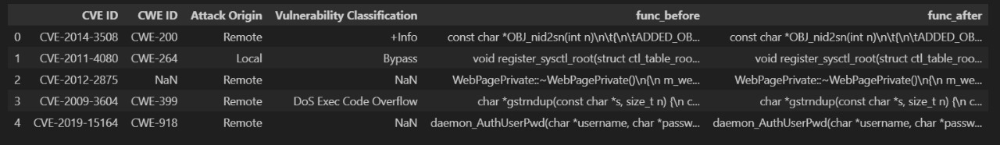 CVE ID CWE ID Attack Origin Vulnerability Classification func_before func_after
0 CVE-2014-3508 CWE-200 Remote +Info const char *OBJ_nid2sn(int n)\n\t{\n\tADDED_OB... const char *OBJ_nid2sn(int n)\n\t{\n\tADDED_OB...
1 CVE-2011-4080 CWE-264 Local Bypass void register_sysctl_root(struct ctl_table_roo... void register_sysctl_root(struct ctl_table_roo...
2 CVE-2012-2875 NaN Remote NaN WebPagePrivate::~WebPagePrivate()\n{\n m_we... WebPagePrivate::~WebPagePrivate()\n{\n m_we...
3 CVE-2009-3604 CWE-399 Remote DoS Exec Code Overflow char *gstrndup(const char *s, size_t n) {\n c... char *gstrndup(const char *s, size_t n) {\n c...
4 CVE-2019-15164 CWE-918 Remote NaN daemon_AuthUserPwd(char *username, char *passw... daemon_AuthUserPwd(char *username, char *passw...